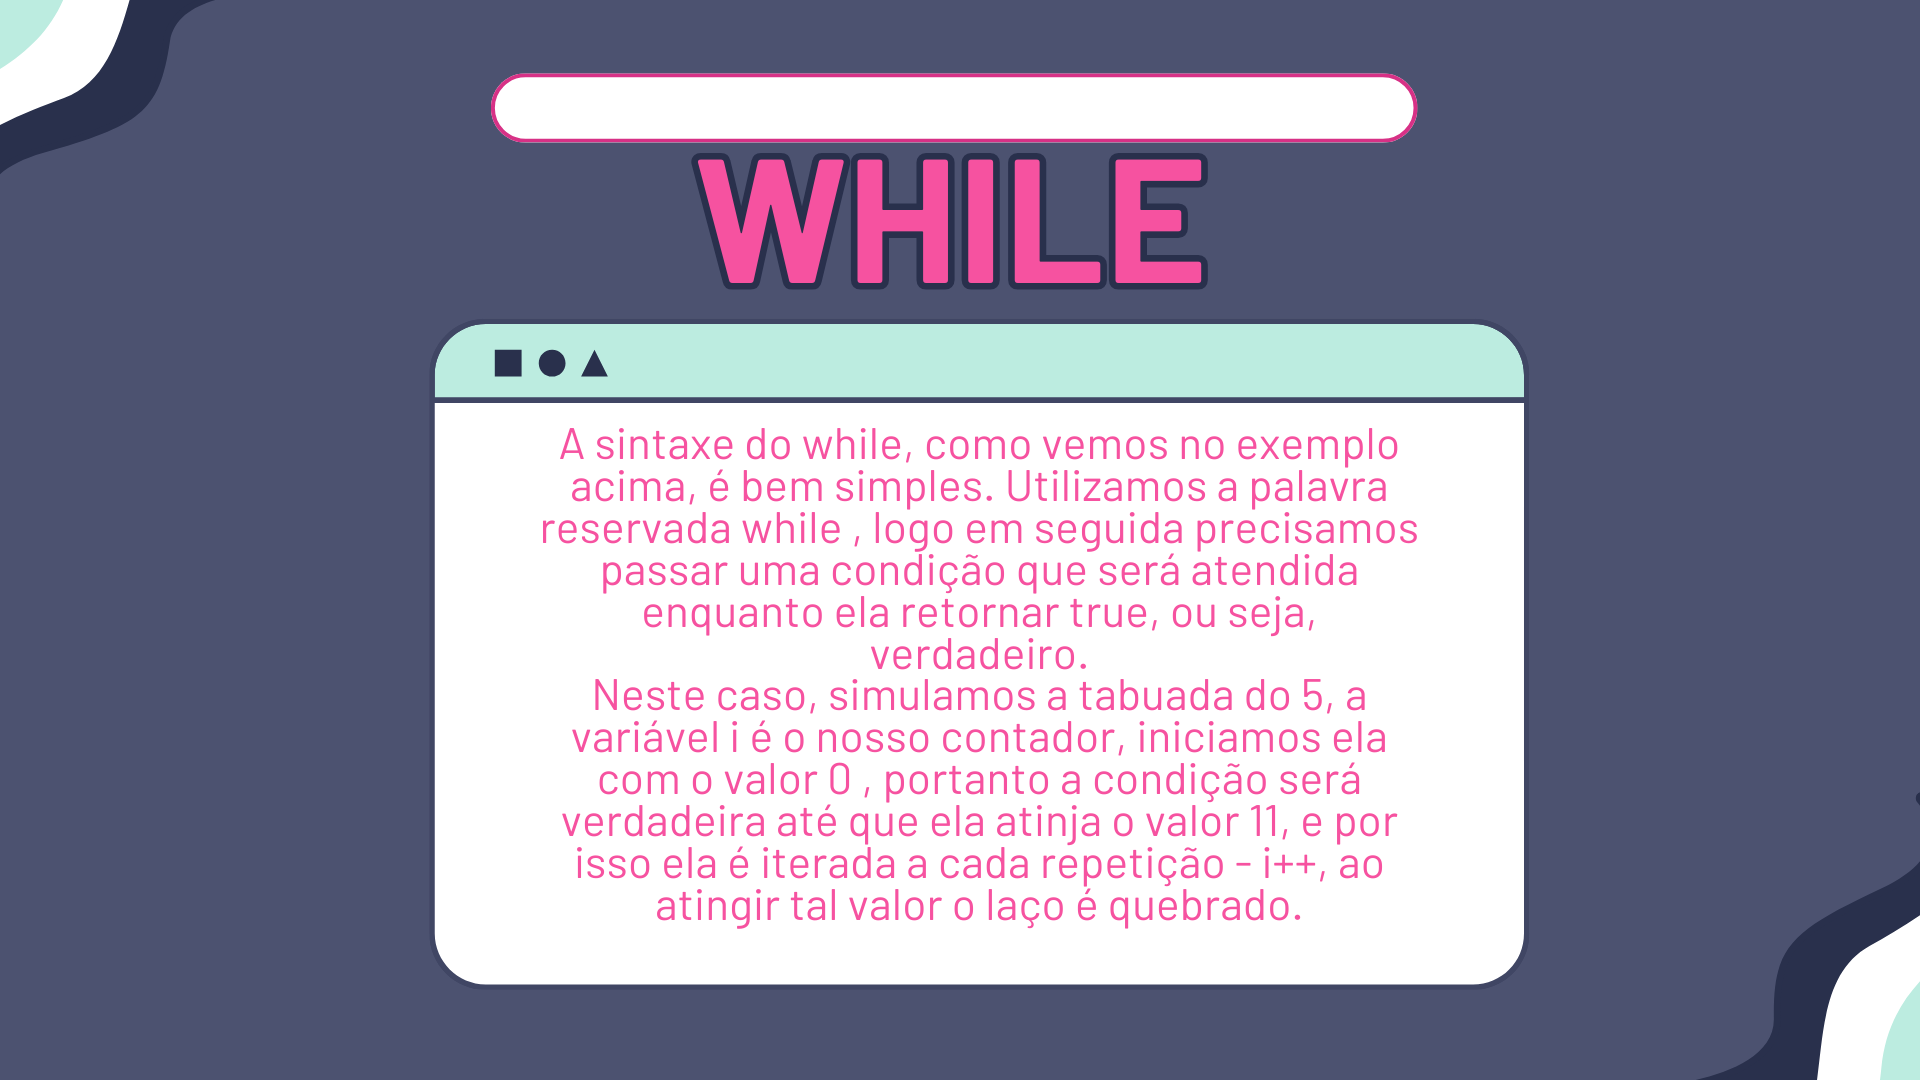 WHILE
A sintaxe do while, como vemos no exemplo
acima, é bem simples. Utilizamos a palavra
reservada while , logo em seguida precisamos
passar uma condição que será atendida
enquanto ela retornar true, ou seja,
verdadeiro.
Neste caso, simulamos a tabuada do 5, a
variável i é o nosso contador, iniciamos ela
com o valor 0 , portanto a condição será
verdadeira até que ela atinja o valor 11, e por
isso ela é iterada a cada repetição - i++, ao
atingir tal valor o laço é quebrado.